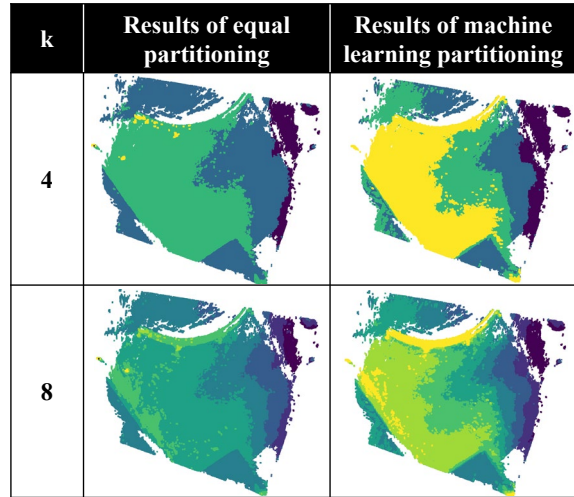 k
Results of equal
partitioning
Results of machine
learning partitioning
4
8